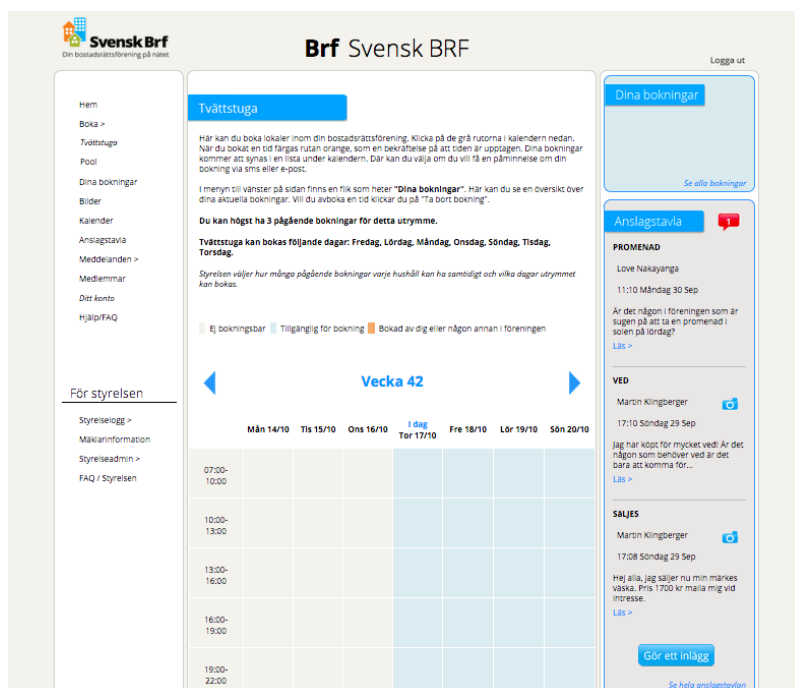 Svensk Brf
Din bostadsrättsförening på nätet
Brf Svensk BRF
Logga ut
Hem
Boka >
Tvättstuga
Pool
Dina bokningar
Bilder
Kalender
Anslagstavla
Meddelanden >
Medlemmar
Ditt konto
Hjälp/FAQ
För styrelsen
Styrelselogg >
Mäklarinformation
Styrelseadmin >
FAQ / Styrelsen
Tvättstuga
Här kan du boka lokaler inom din bostadsrättsförening. Klicka på de grå rutorna i kalendern nedan.
När du bokat en tid färgas rutan orange, som en bekräftelse på att tiden är upptagen. Dina bokningar
kommer att synas i en lista under kalendern. Där kan du välja om du vill få en påminnelse om din
bokning via sms eller e-post.
I menyn till vänster på sidan finns en flik som heter "Dina bokningar". Här kan du se en översikt över
dina aktuella bokningar. Vill du avboka en tid klickar du på "Ta bort bokning".
Du kan högst ha 3 pågående bokningar för detta utrymme.
Tvättstuga kan bokas följande dagar: Fredag, Lördag, Måndag, Onsdag, Söndag, Tisdag,
Torsdag.
Styrelsen väljer hur många pågående bokningar varje hushåll kan ha samtidigt och vilka dagar utrymmet
kan bokas.
Ej bokningsbar Tillgänglig för bokning Bokad av dig eller någon annan i föreningen
Vecka 42
Mån 14/10 Tis 15/10 Ons 16/10 I dag Tor 17/10 Fre 18/10 Lör 19/10 Sön 20/10
07:00-
10:00
10:00-
13:00
13:00-
16:00
16:00-
19:00
19:00-
22:00
Dina bokningar
Se alla bokningar
Anslagstavla
1
PROMENAD
Love Nakayanga
11:10 Måndag 30 Sep
Är det någon i föreningen som är
sugen på att ta en promenad i
solen på lördag?
Läs >
VED
Martin Klingberger
17:10 Söndag 29 Sep
Jag har köpt för mycket ved! Är det
någon som behöver ved är det
bara att komma för...
Läs >
SäLJES
Martin Klingberger
17:08 Söndag 29 Sep
Hej alla, jag säljer nu min märkes
väska. Pris 1700 kr maila mig vid
intresse.
Läs >
Gör ett inlägg
Se hela anslagstavlan